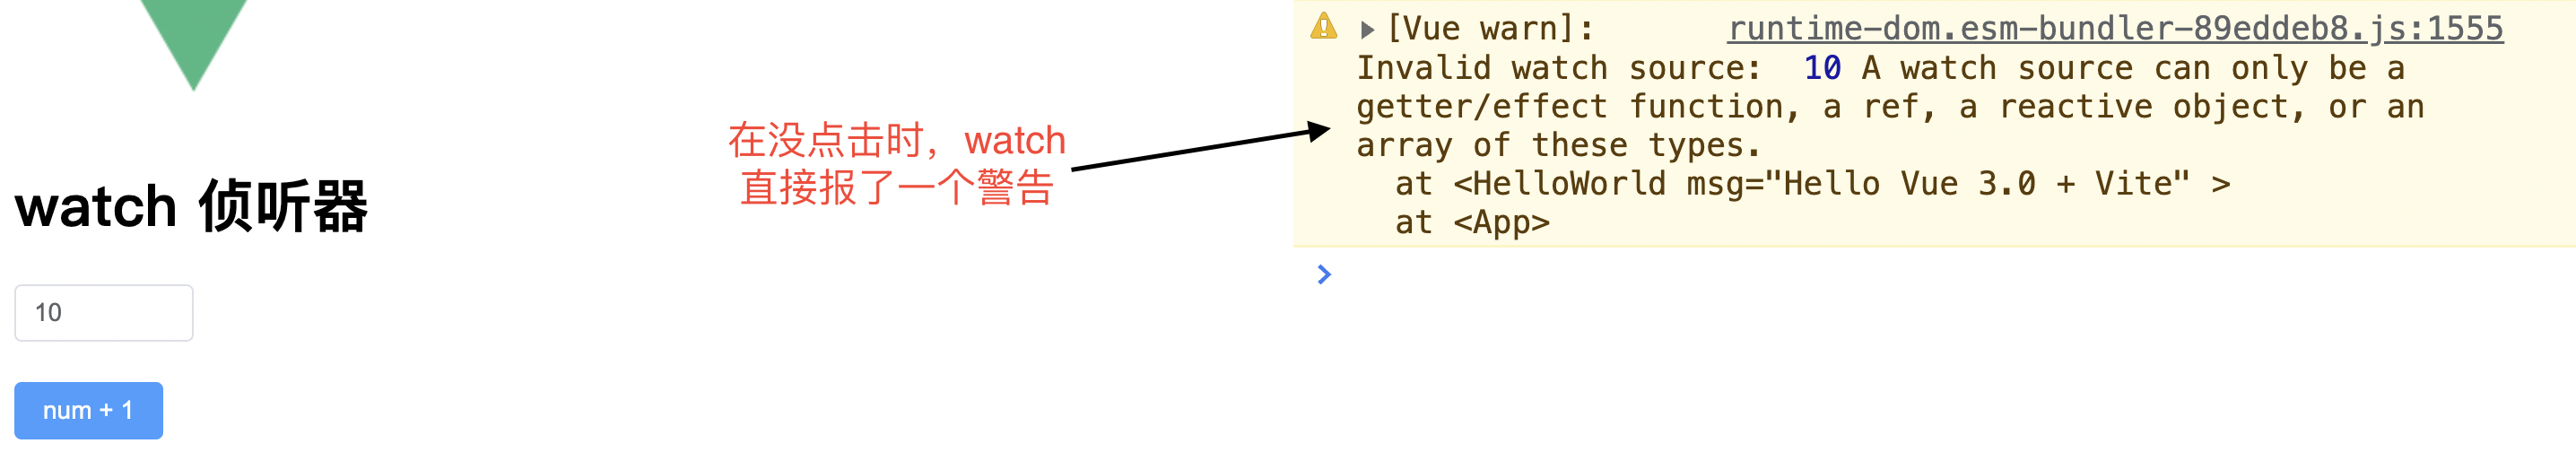 watch 侦听器
10
num + 1
在没点击时，watch
直接报了一个警告
[Vue warn]: runtime-dom.esm-bundler-89eddeb8.js:1555
Invalid watch source:  10 A watch source can only be a
getter/effect function, a ref, a reactive object, or an
array of these types.
at <HelloWorld msg="Hello Vue 3.0 + Vite" >
at <App>